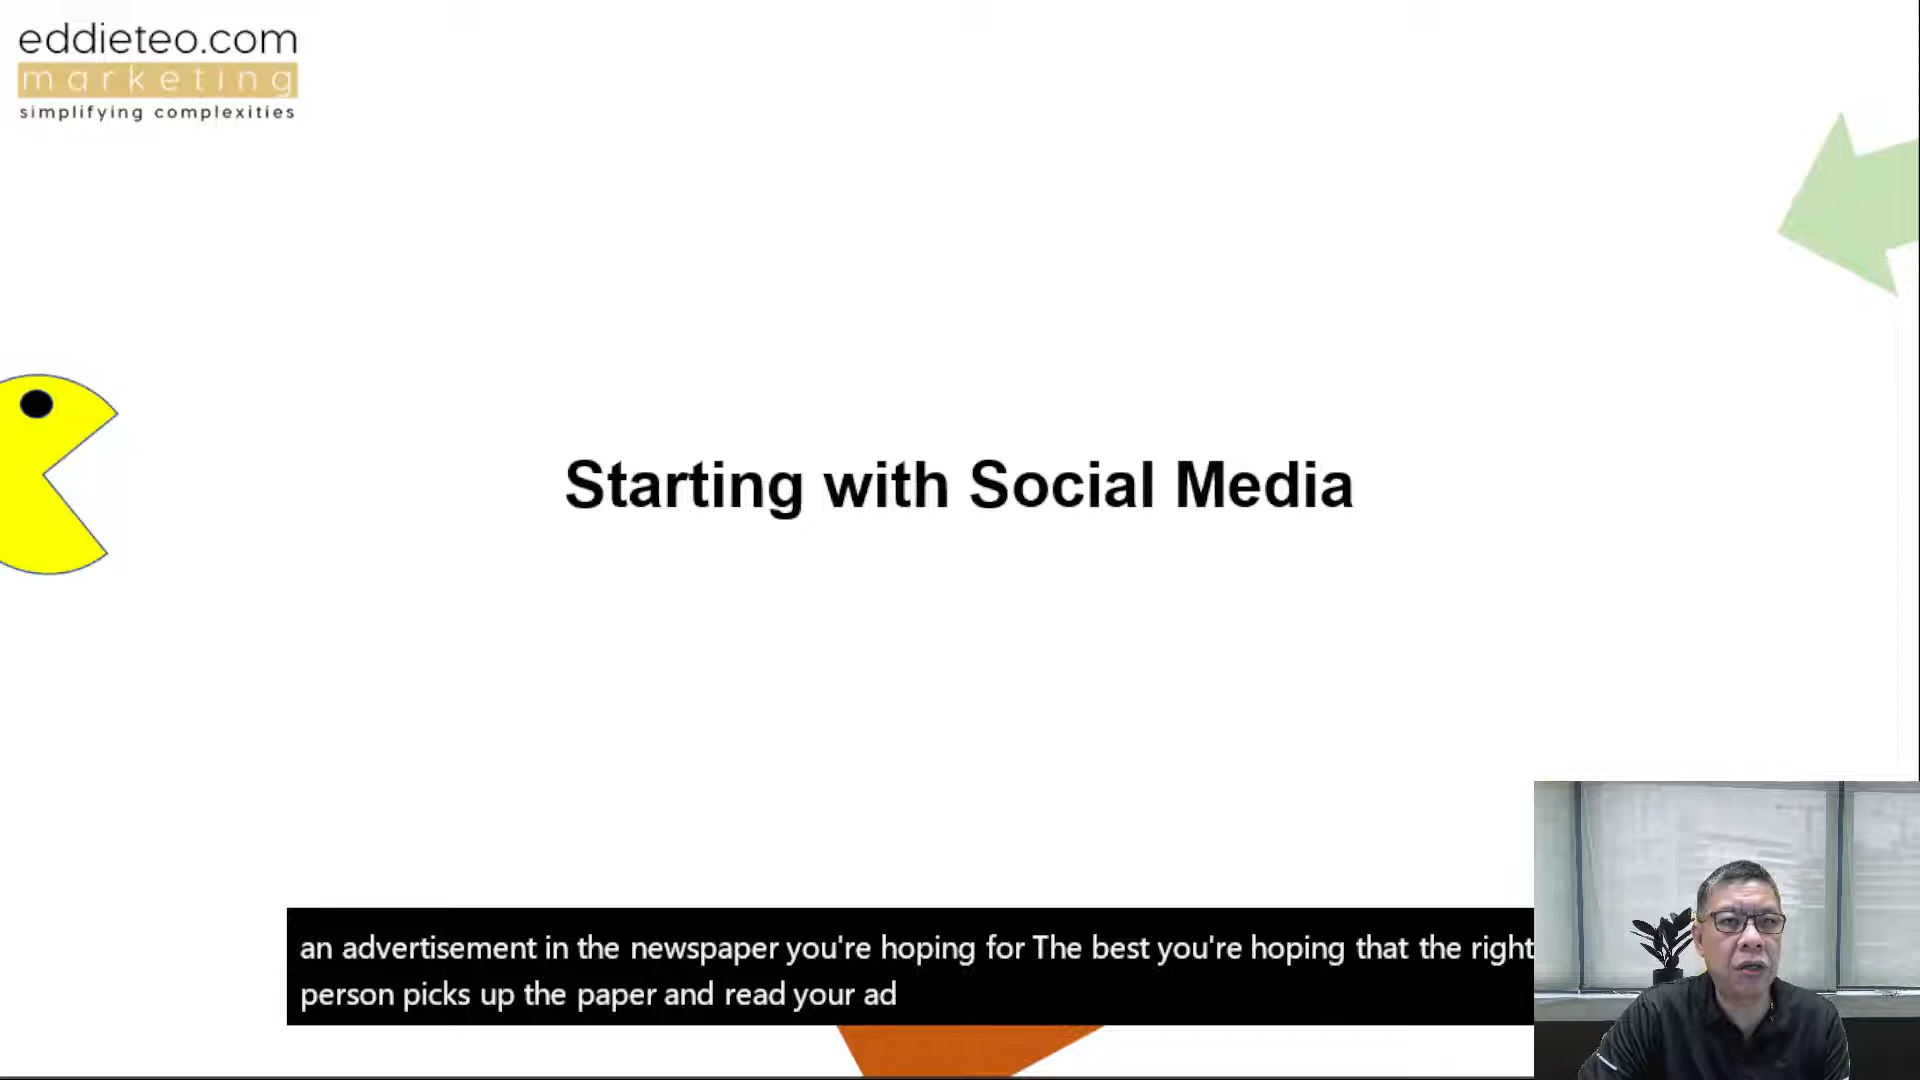 eddieteo.com
marketing
simplifying complexities
Starting with Social Media
an advertisement in the newspaper you're hoping for The best you're hoping that the right
person picks up the paper and read your ad